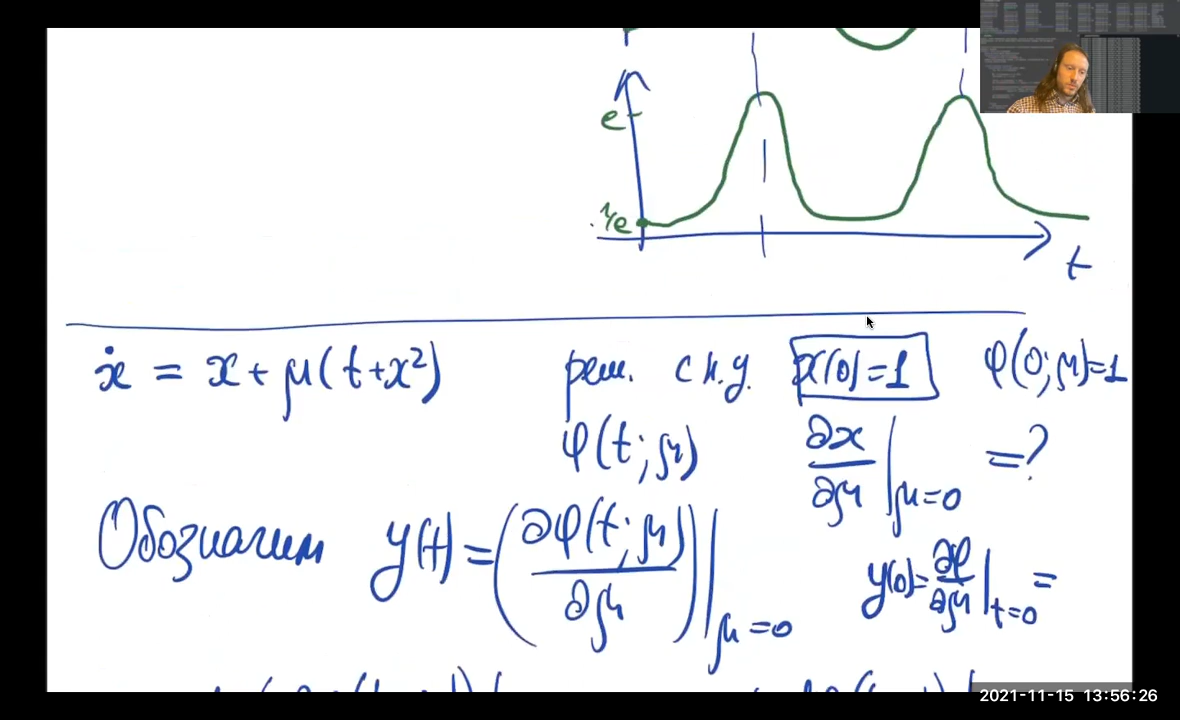 e
1/e
t
ẋ = x + μ(t+x²) реш. с н.у. x(0)=1 φ(0;μ)=1
φ(t;μ) ∂x/∂μ |μ=0 =?
Обозначим y(t) = (∂φ(t;μ)/∂μ)|μ=0 y(0)=∂φ/∂μ|t=0 =
2021-11-15 13:56:26